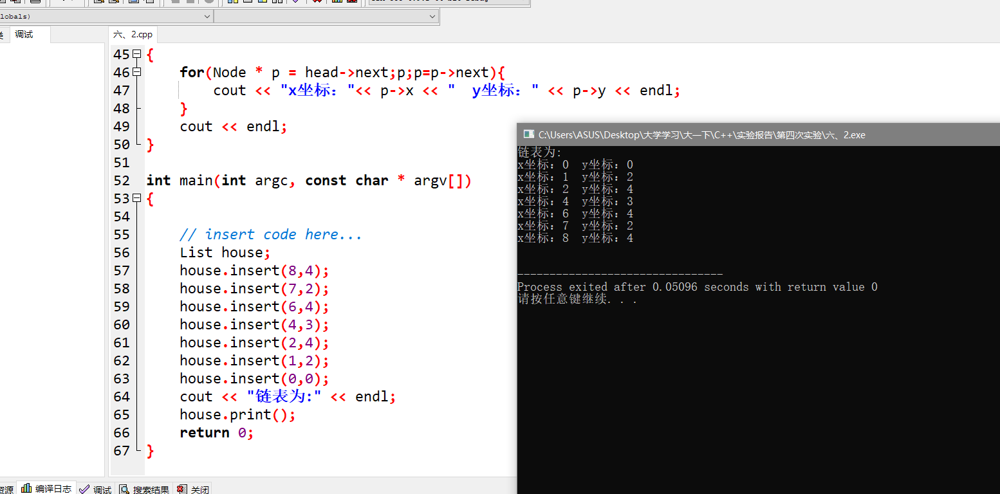 lobals)
调试
六、2.cpp
45 {
46 for(Node * p = head->next;p;p=p->next){
47 cout << "x坐标："<< p->x << "  y坐标：" << p->y << endl;
48 }
49 cout << endl;
50 }
51
52 int main(int argc, const char * argv[])
53 {
54
55 // insert code here...
56 List house;
57 house.insert(8,4);
58 house.insert(7,2);
59 house.insert(6,4);
60 house.insert(4,3);
61 house.insert(2,4);
62 house.insert(1,2);
63 house.insert(0,0);
64 cout << "链表为:" << endl;
65 house.print();
66 return 0;
67 }
C:\Users\ASUS\Desktop\大学学习\大一下\C++\实验报告\第四次实验\六、2.exe
链表为:
x坐标：0  y坐标：0
x坐标：1  y坐标：2
x坐标：2  y坐标：4
x坐标：4  y坐标：3
x坐标：6  y坐标：4
x坐标：7  y坐标：2
x坐标：8  y坐标：4
--------------------------------
Process exited after 0.05096 seconds with return value 0
请按任意键继续. . .
资源 编译日志 调试 搜索结果 关闭